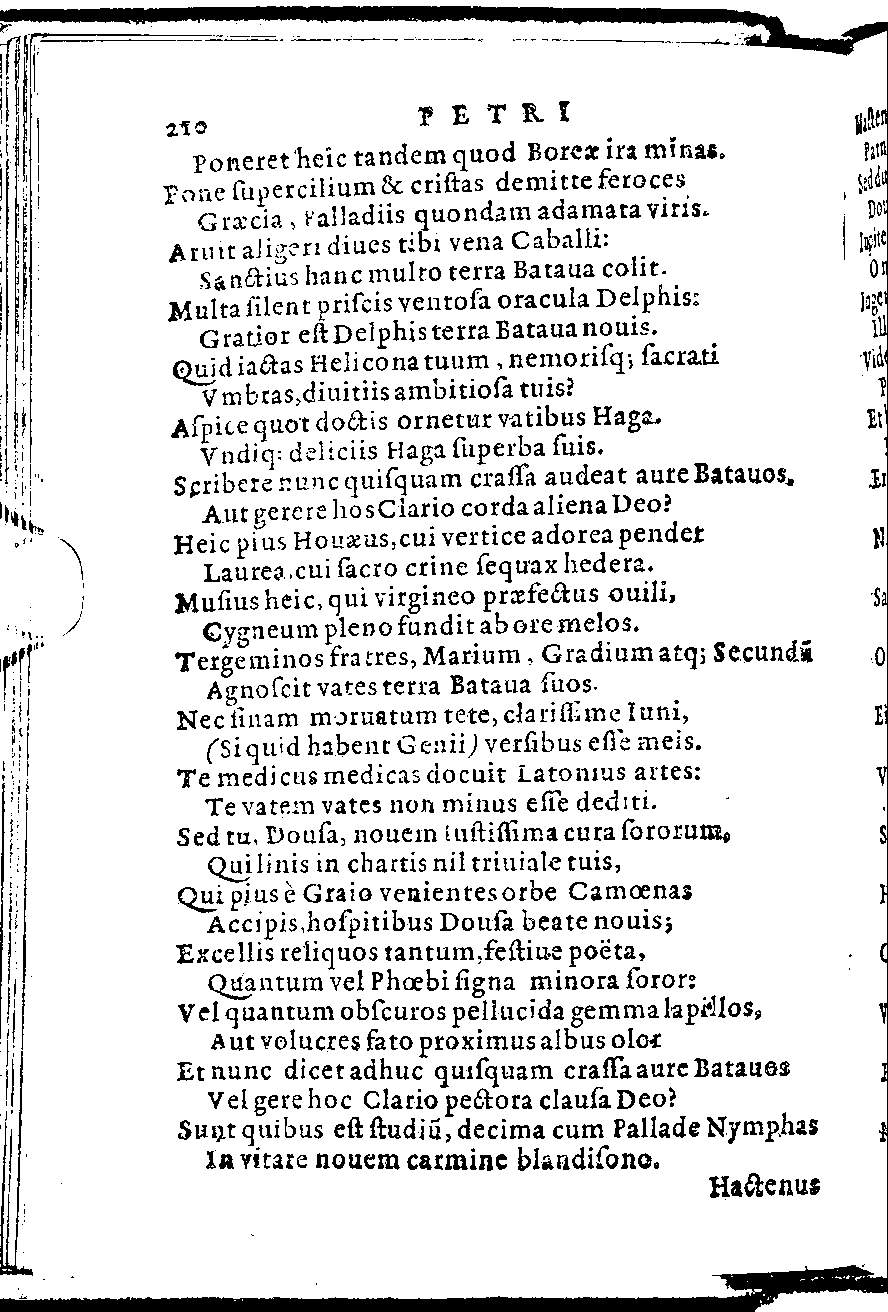 210
PETRI
Poneret heic tandem quod Boreæ ira minas.
Pone ſupercilium & criſtas demitte feroces
Græcia, Palladiis quondam adamata viris.
Aruit aligeri diues tibi vena Caballi:
Sanctius hanc multo terra Bataua colit.
Multa ſilent priſcis ventoſa oracula Delphis:
Gratior eſt Delphis terra Bataua nouis.
Quid iactas Helicona tuum, nemoriſq; ſacrati
Vmbras, diuitiis ambitioſa tuis?
Aſpice quot doctis ornetur vatibus Haga.
Vndiq: deliciis Haga ſuperba ſuis.
Scribere nunc quiſquam craſſa audeat aure Batauos,
Aut gerere hos Clario corda aliena Deo?
Heic pius Houæus, cui vertice adorea pendet
Laurea, cui ſacro crine ſequax hedera.
Muſius heic, qui virgineo præfectus ouili,
Cygneum pleno fundit ab ore melos.
Tergeminos fratres, Marium, Gradium atq; Secundũ
Agnoſcit vates terra Bataua ſuos.
Nec ſinam moruatum tete, clariſſime Iuni,
(Si quid habent Genii) verſibus eſſe meis.
Te medicus medicas docuit Latonius artes:
Te vatem vates non minus eſſe dediti.
Sed tu, Douſa, nouem iuſtiſſima cura ſororum,
Qui linis in chartis nil triuiale tuis,
Qui pius è Graio venientes orbe Camœnas
Accipis, hoſpitibus Douſa beate nouis;
Excellis reliquos tantum, feſtiue poëta,
Quantum vel Phœbi ſigna minora ſoror:
Vel quantum obſcuros pellucida gemma lapillos,
Aut volucres fato proximus albus olor
Et nunc dicet adhuc quiſquam craſſa aure Batauos
Vel gere hoc Clario pectora clauſa Deo?
Sunt quibus eſt ſtudiũ, decima cum Pallade Nymphas
Invitare nouem carmine blandiſono.
Hactenus